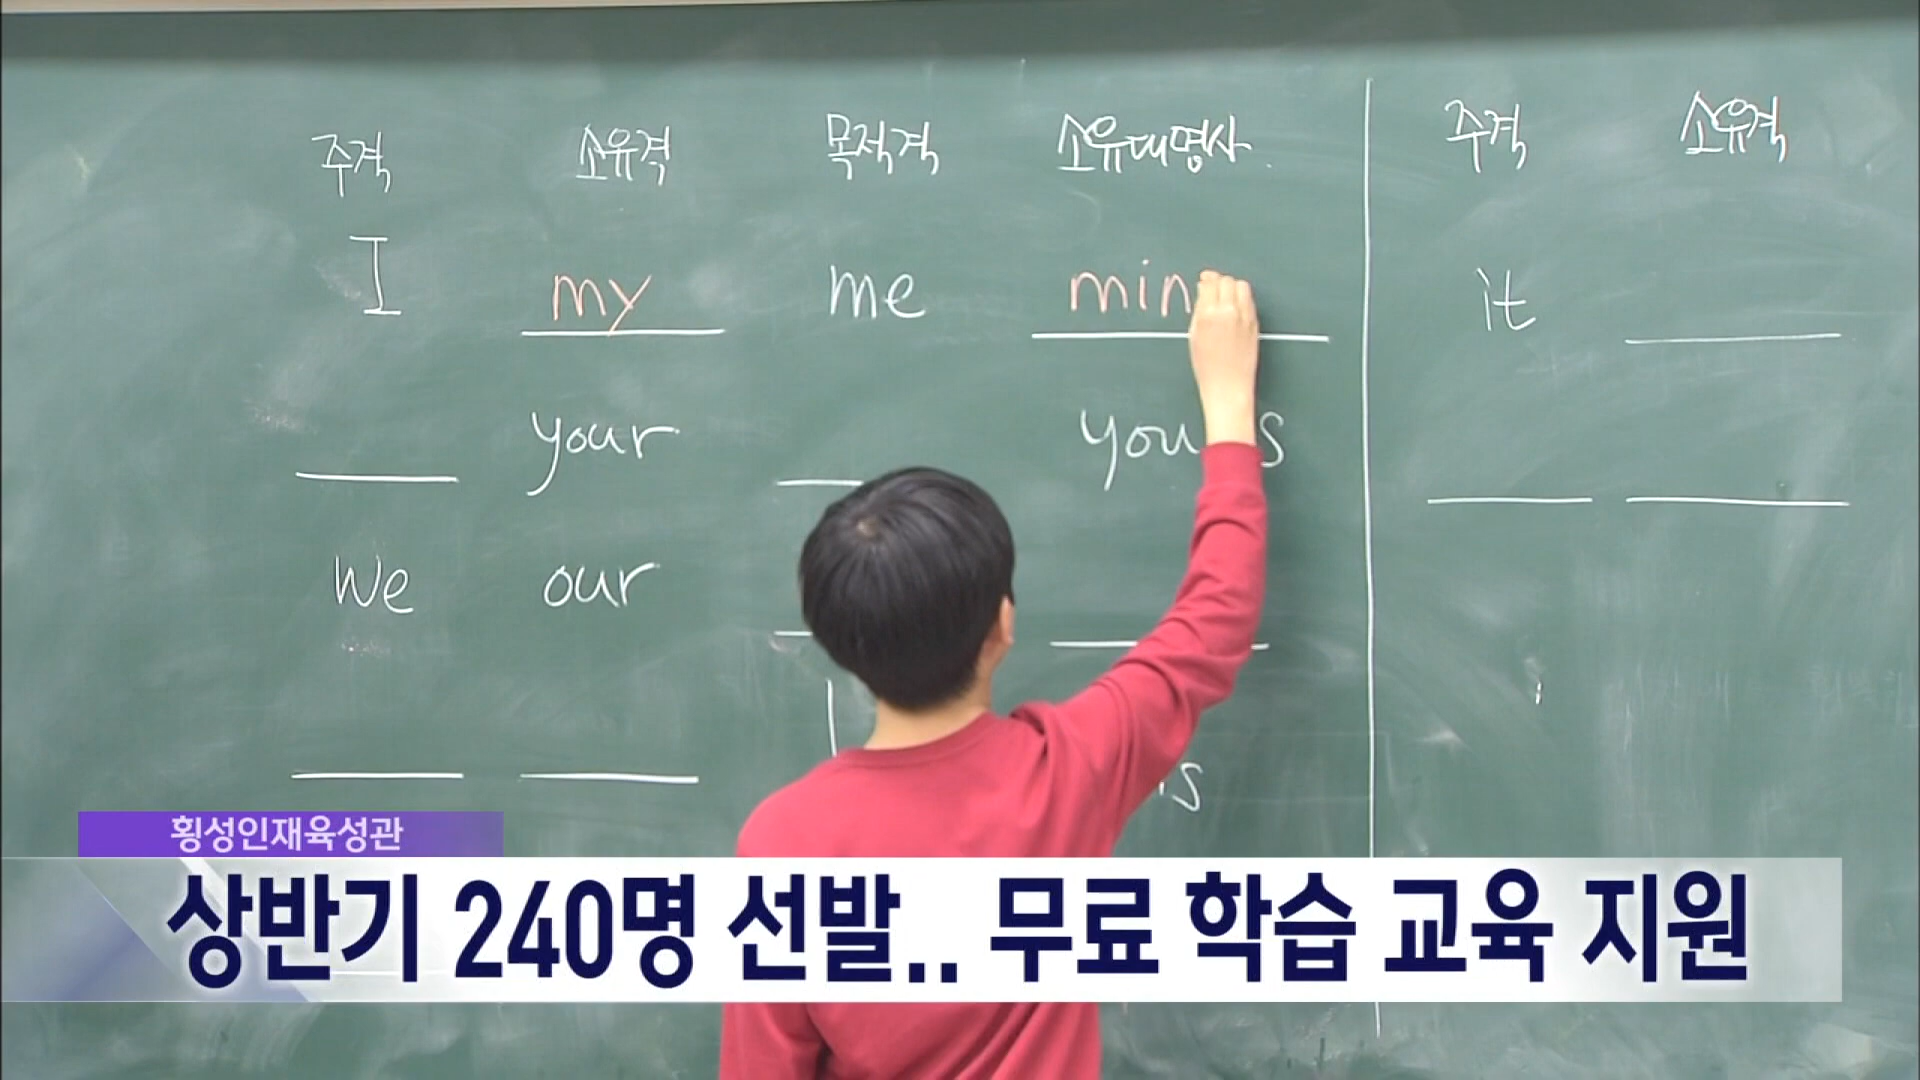 주격 소유격 목적격 소유대명사. 주격 소유격
I my me min it
your
we our
횡성인재육성관
상반기 240명 선발.. 무료 학습 교육 지원